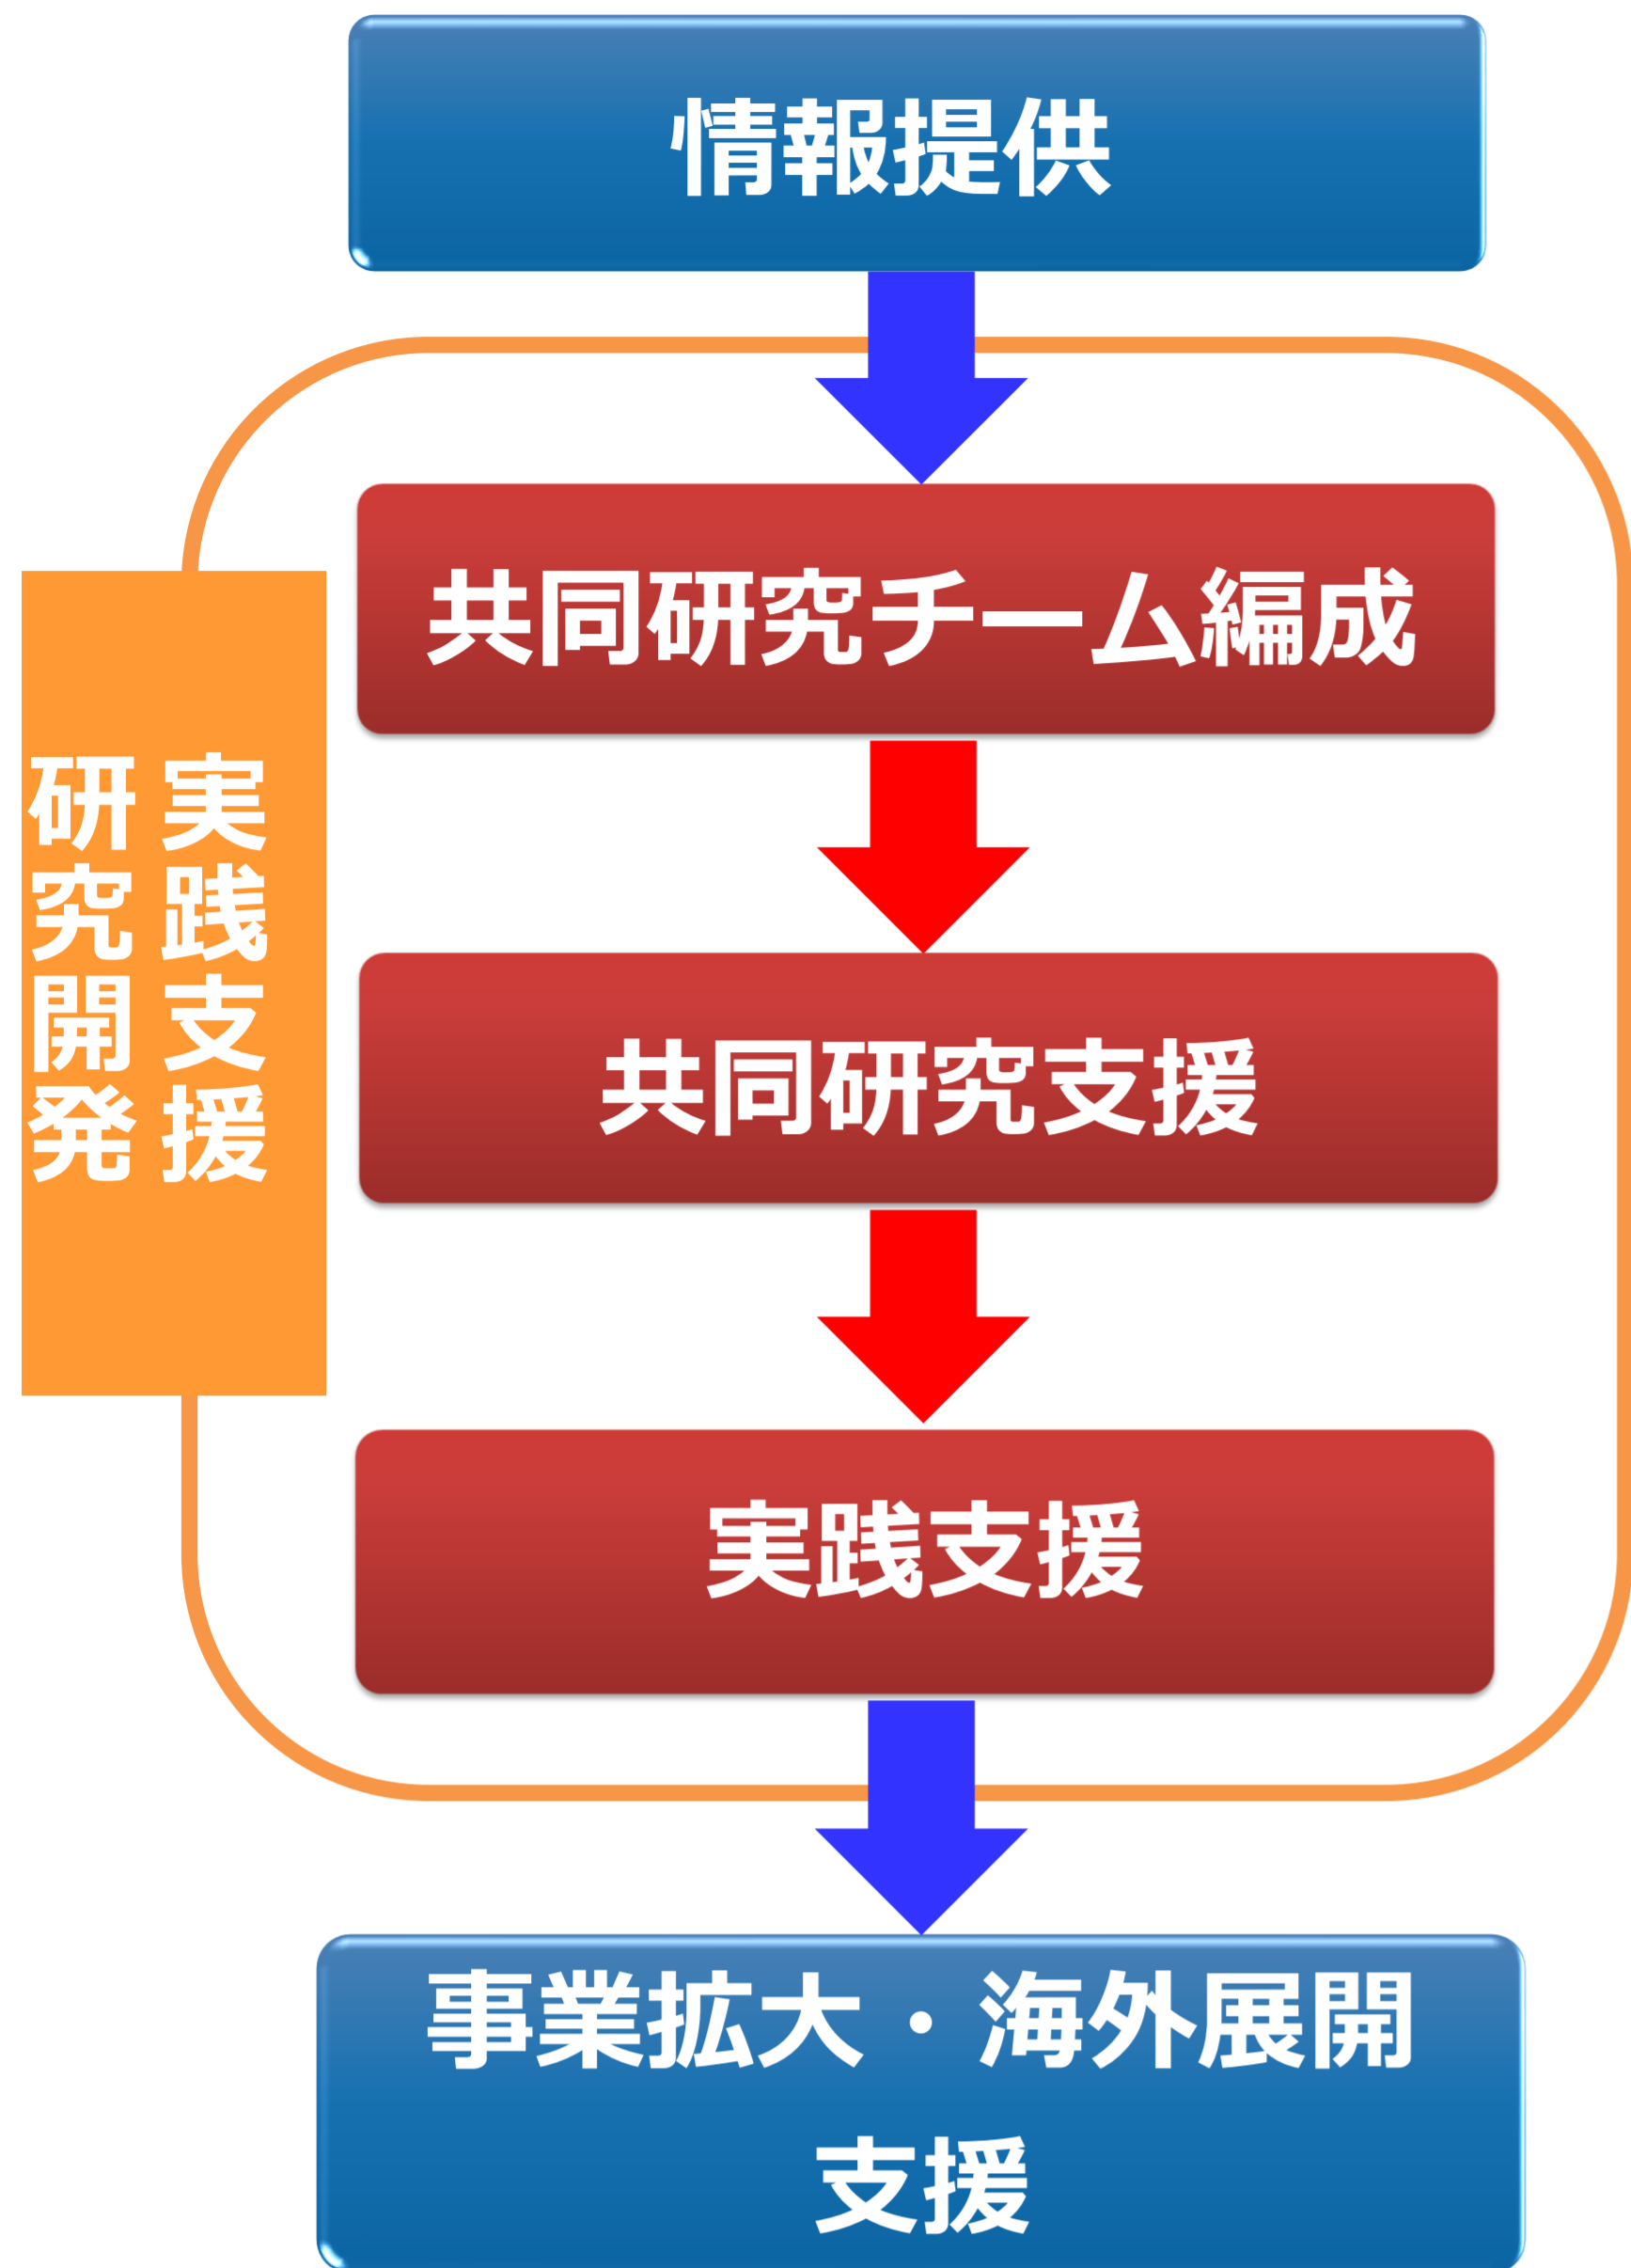 情報提供
共同研究チーム編成
実践支援
研究開発
共同研究支援
実践支援
事業拡大・海外展開
支援